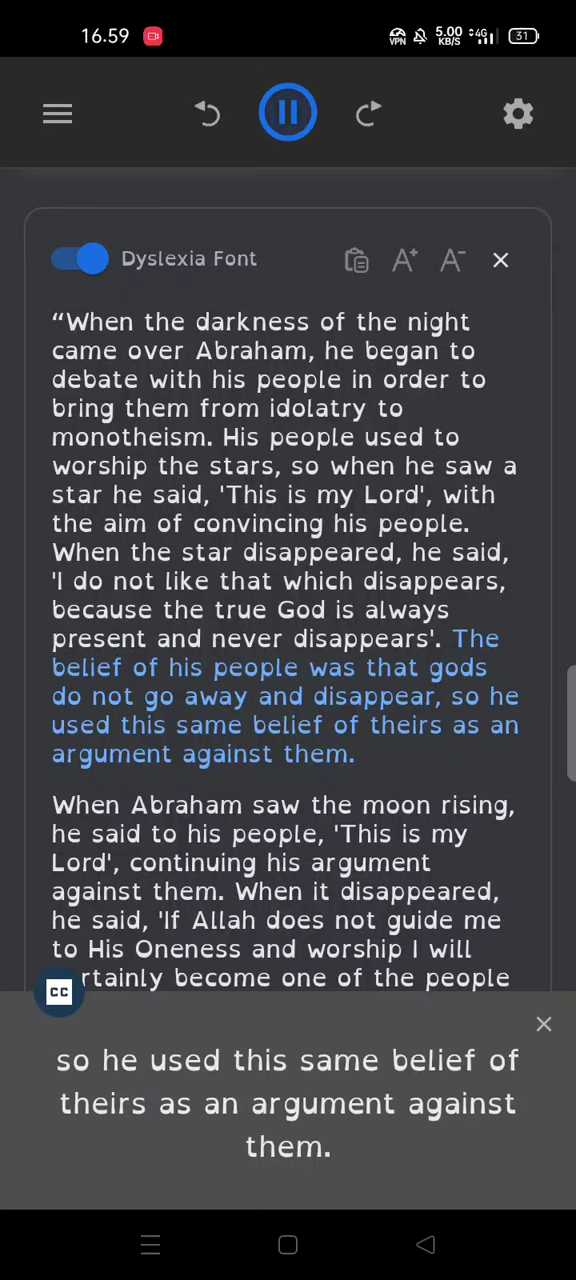 16.59
VPN
5.00
KB/S
4G
31
Dyslexia Font
A+
A-
“When the darkness of the night
came over Abraham, he began to
debate with his people in order to
bring them from idolatry to
monotheism. His people used to
worship the stars, so when he saw a
star he said, 'This is my Lord', with
the aim of convincing his people.
When the star disappeared, he said,
'I do not like that which disappears,
because the true God is always
present and never disappears'. The
belief of his people was that gods
do not go away and disappear, so he
used this same belief of theirs as an
argument against them.
When Abraham saw the moon rising,
he said to his people, 'This is my
Lord', continuing his argument
against them. When it disappeared,
he said, 'If Allah does not guide me
to His Oneness and worship I will
rtainly become one of the people
CC
so he used this same belief of
theirs as an argument against
them.